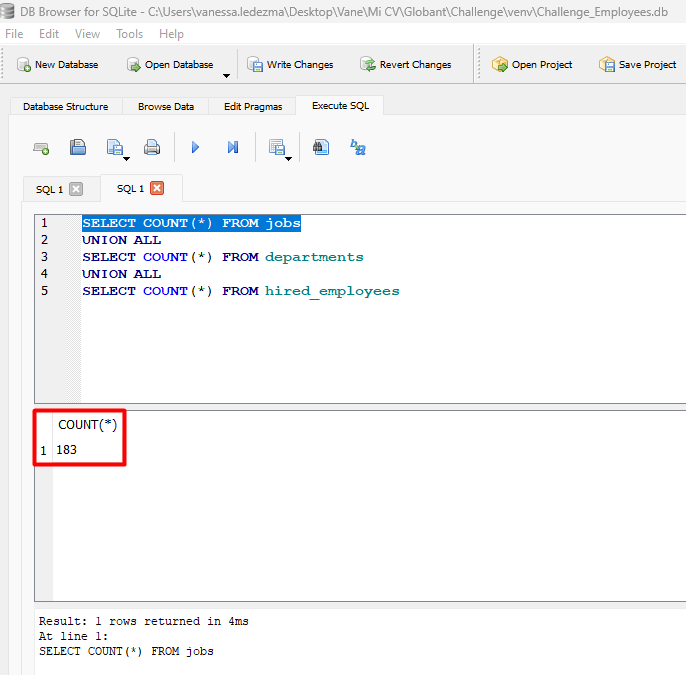 DB Browser for SQLite - C:\Users\vanessa.ledezma\Desktop\Vane\Mi CV\Globant\Challenge\venv\Challenge_Employees.db
File Edit View Tools Help
New Database Open Database Write Changes Revert Changes Open Project Save Project
Database Structure Browse Data Edit Pragmas Execute SQL
SQL 1 SQL 1
1 SELECT COUNT(*) FROM jobs
2 UNION ALL
3 SELECT COUNT(*) FROM departments
4 UNION ALL
5 SELECT COUNT(*) FROM hired_employees
COUNT(*)
1 183
Result: 1 rows returned in 4ms
At line 1:
SELECT COUNT(*) FROM jobs